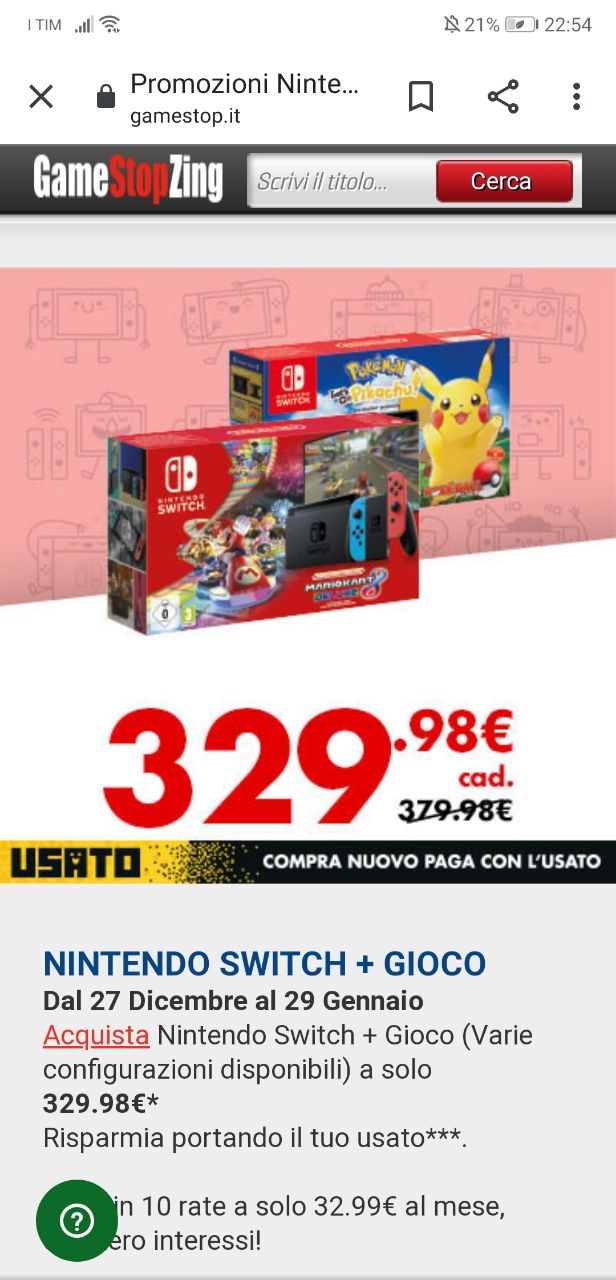 I TIM
21%
22:54
Promozioni Ninte...
gamestop.it
GameStopZing
Scrivi il titolo...
Cerca
NINTENDO
SWITCH
Pokémon
Let's Go Pikachu!
NINTENDO
SWITCH
MARIOKART 8
DELUXE
329.98€
cad.
379.98€
USATO
COMPRA NUOVO PAGA CON L'USATO
NINTENDO SWITCH + GIOCO
Dal 27 Dicembre al 29 Gennaio
Acquista Nintendo Switch + Gioco (Varie
configurazioni disponibili) a solo
329.98€*
Risparmia portando il tuo usato***.
in 10 rate a solo 32.99€ al mese,
ero interessi!